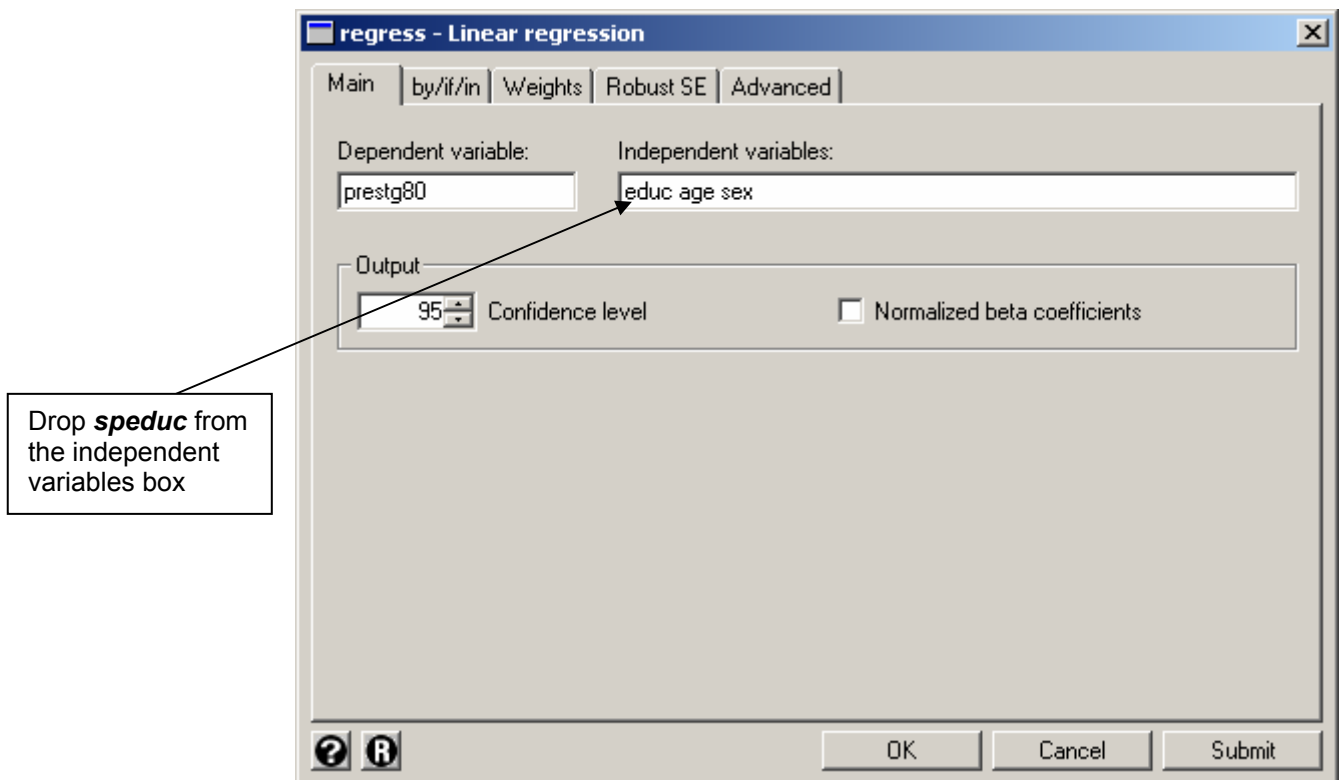 regress - Linear regression
Main by/if/in Weights Robust SE Advanced
Dependent variable: Independent variables:
prestg80 educ age sex
Output
95 Confidence level Normalized beta coefficients
Drop speduc from
the independent
variables box
? R OK Cancel Submit